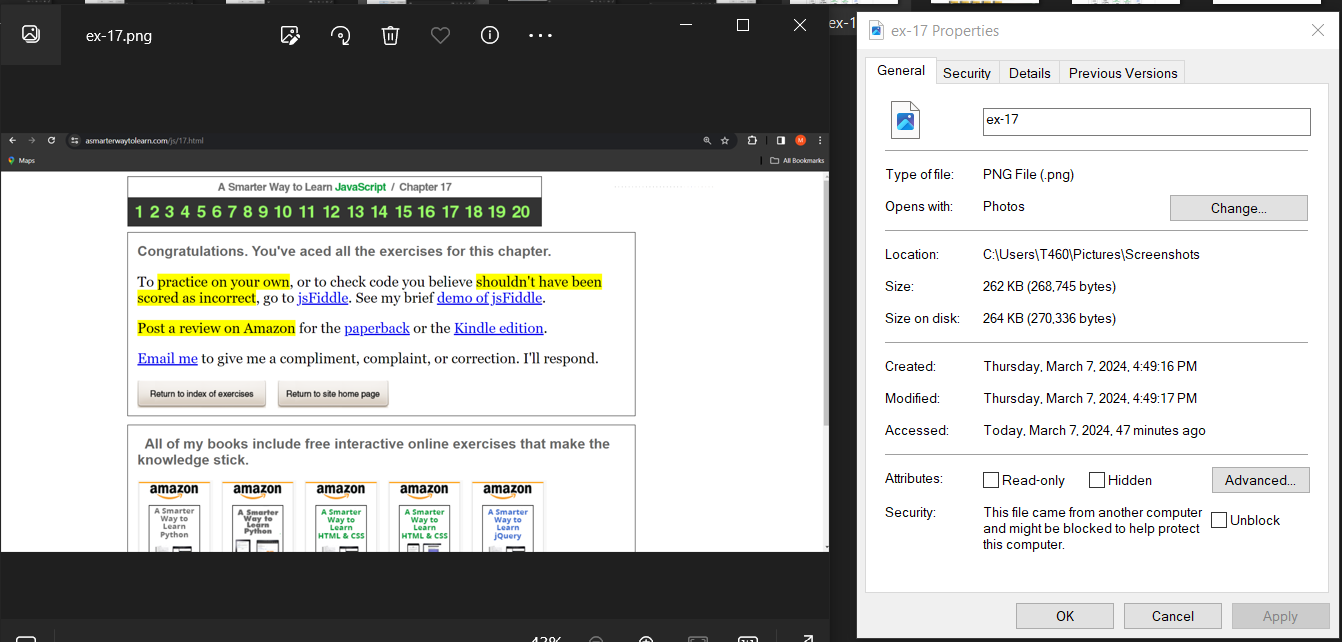 ex-17.png
asmarterwaytolearn.com/js/17.html
Maps
All Bookmarks
A Smarter Way to Learn JavaScript / Chapter 17
1 2 3 4 5 6 7 8 9 10 11 12 13 14 15 16 17 18 19 20
Congratulations. You've aced all the exercises for this chapter.
To practice on your own, or to check code you believe shouldn't have been
scored as incorrect, go to jsFiddle. See my brief demo of jsFiddle.
Post a review on Amazon for the paperback or the Kindle edition.
Email me to give me a compliment, complaint, or correction. I'll respond.
Return to index of exercises
Return to site home page
All of my books include free interactive online exercises that make the
knowledge stick.
amazon amazon amazon amazon amazon
A Smarter
Way to
Learn
Python
A Smarter
Way to
Learn
Python
A Smarter
Way to
Learn
HTML & CSS
A Smarter
Way to
Learn
HTML & CSS
A Smarter
Way to
Learn
jQuery
ex-1
ex-17 Properties
General Security Details Previous Versions
ex-17
Type of file: PNG File (.png)
Opens with: Photos Change...
Location: C:\Users\T460\Pictures\Screenshots
Size: 262 KB (268,745 bytes)
Size on disk: 264 KB (270,336 bytes)
Created: Thursday, March 7, 2024, 4:49:16 PM
Modified: Thursday, March 7, 2024, 4:49:17 PM
Accessed: Today, March 7, 2024, 47 minutes ago
Attributes: Read-only Hidden Advanced...
Security: This file came from another computer
and might be blocked to help protect
this computer.
Unblock
OK Cancel Apply